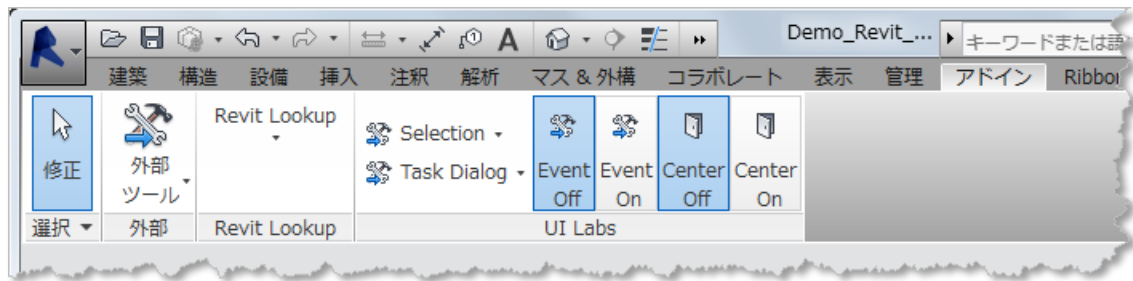 Demo_Revit_... キーワードまたは語
建築 構造 設備 挿入 注釈 解析 マス & 外構 コラボレート 表示 管理 アドイン Ribbon
修正
外部
ツール
Revit Lookup
Selection
Task Dialog
Event
Off
Event
On
Center
Off
Center
On
選択 外部 Revit Lookup UI Labs